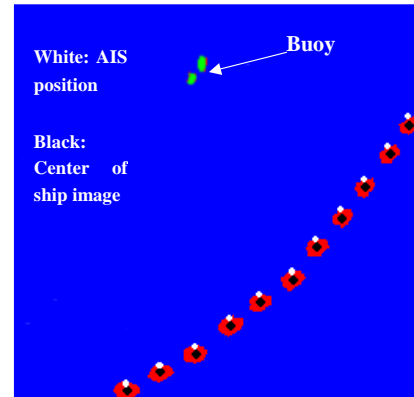 White: AIS
position
Buoy
Black:
Center of
ship image